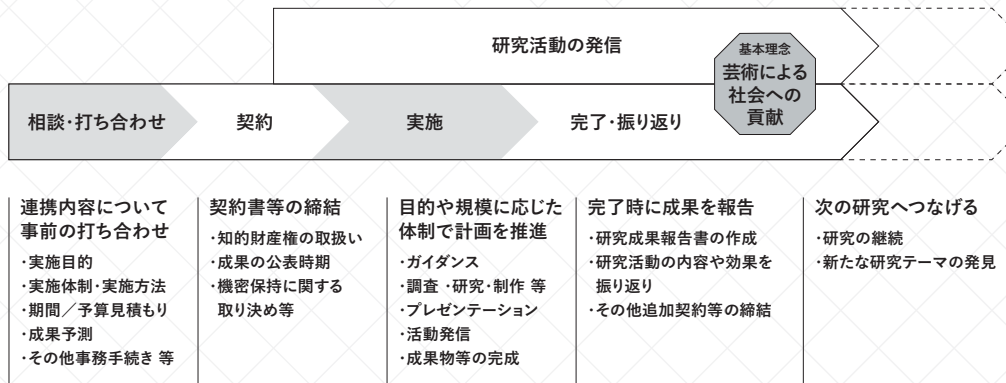 研究活動の発信
基本理念
芸術による
社会への
貢献
相談・打ち合わせ
契約
実施
完了・振り返り
連携内容について
事前の打ち合わせ
・実施目的
・実施体制・実施方法
・期間／予算見積もり
・成果予測
・その他事務手続き 等
契約書等の締結
・知的財産権の取扱い
・成果の公表時期
・機密保持に関する
取り決め等
目的や規模に応じた
体制で計画を推進
・ガイダンス
・調査・研究・制作 等
・プレゼンテーション
・活動発信
・成果物等の完成
完了時に成果を報告
・研究成果報告書の作成
・研究活動の内容や効果を
振り返り
・その他追加契約等の締結
次の研究へつなげる
・研究の継続
・新たな研究テーマの発見